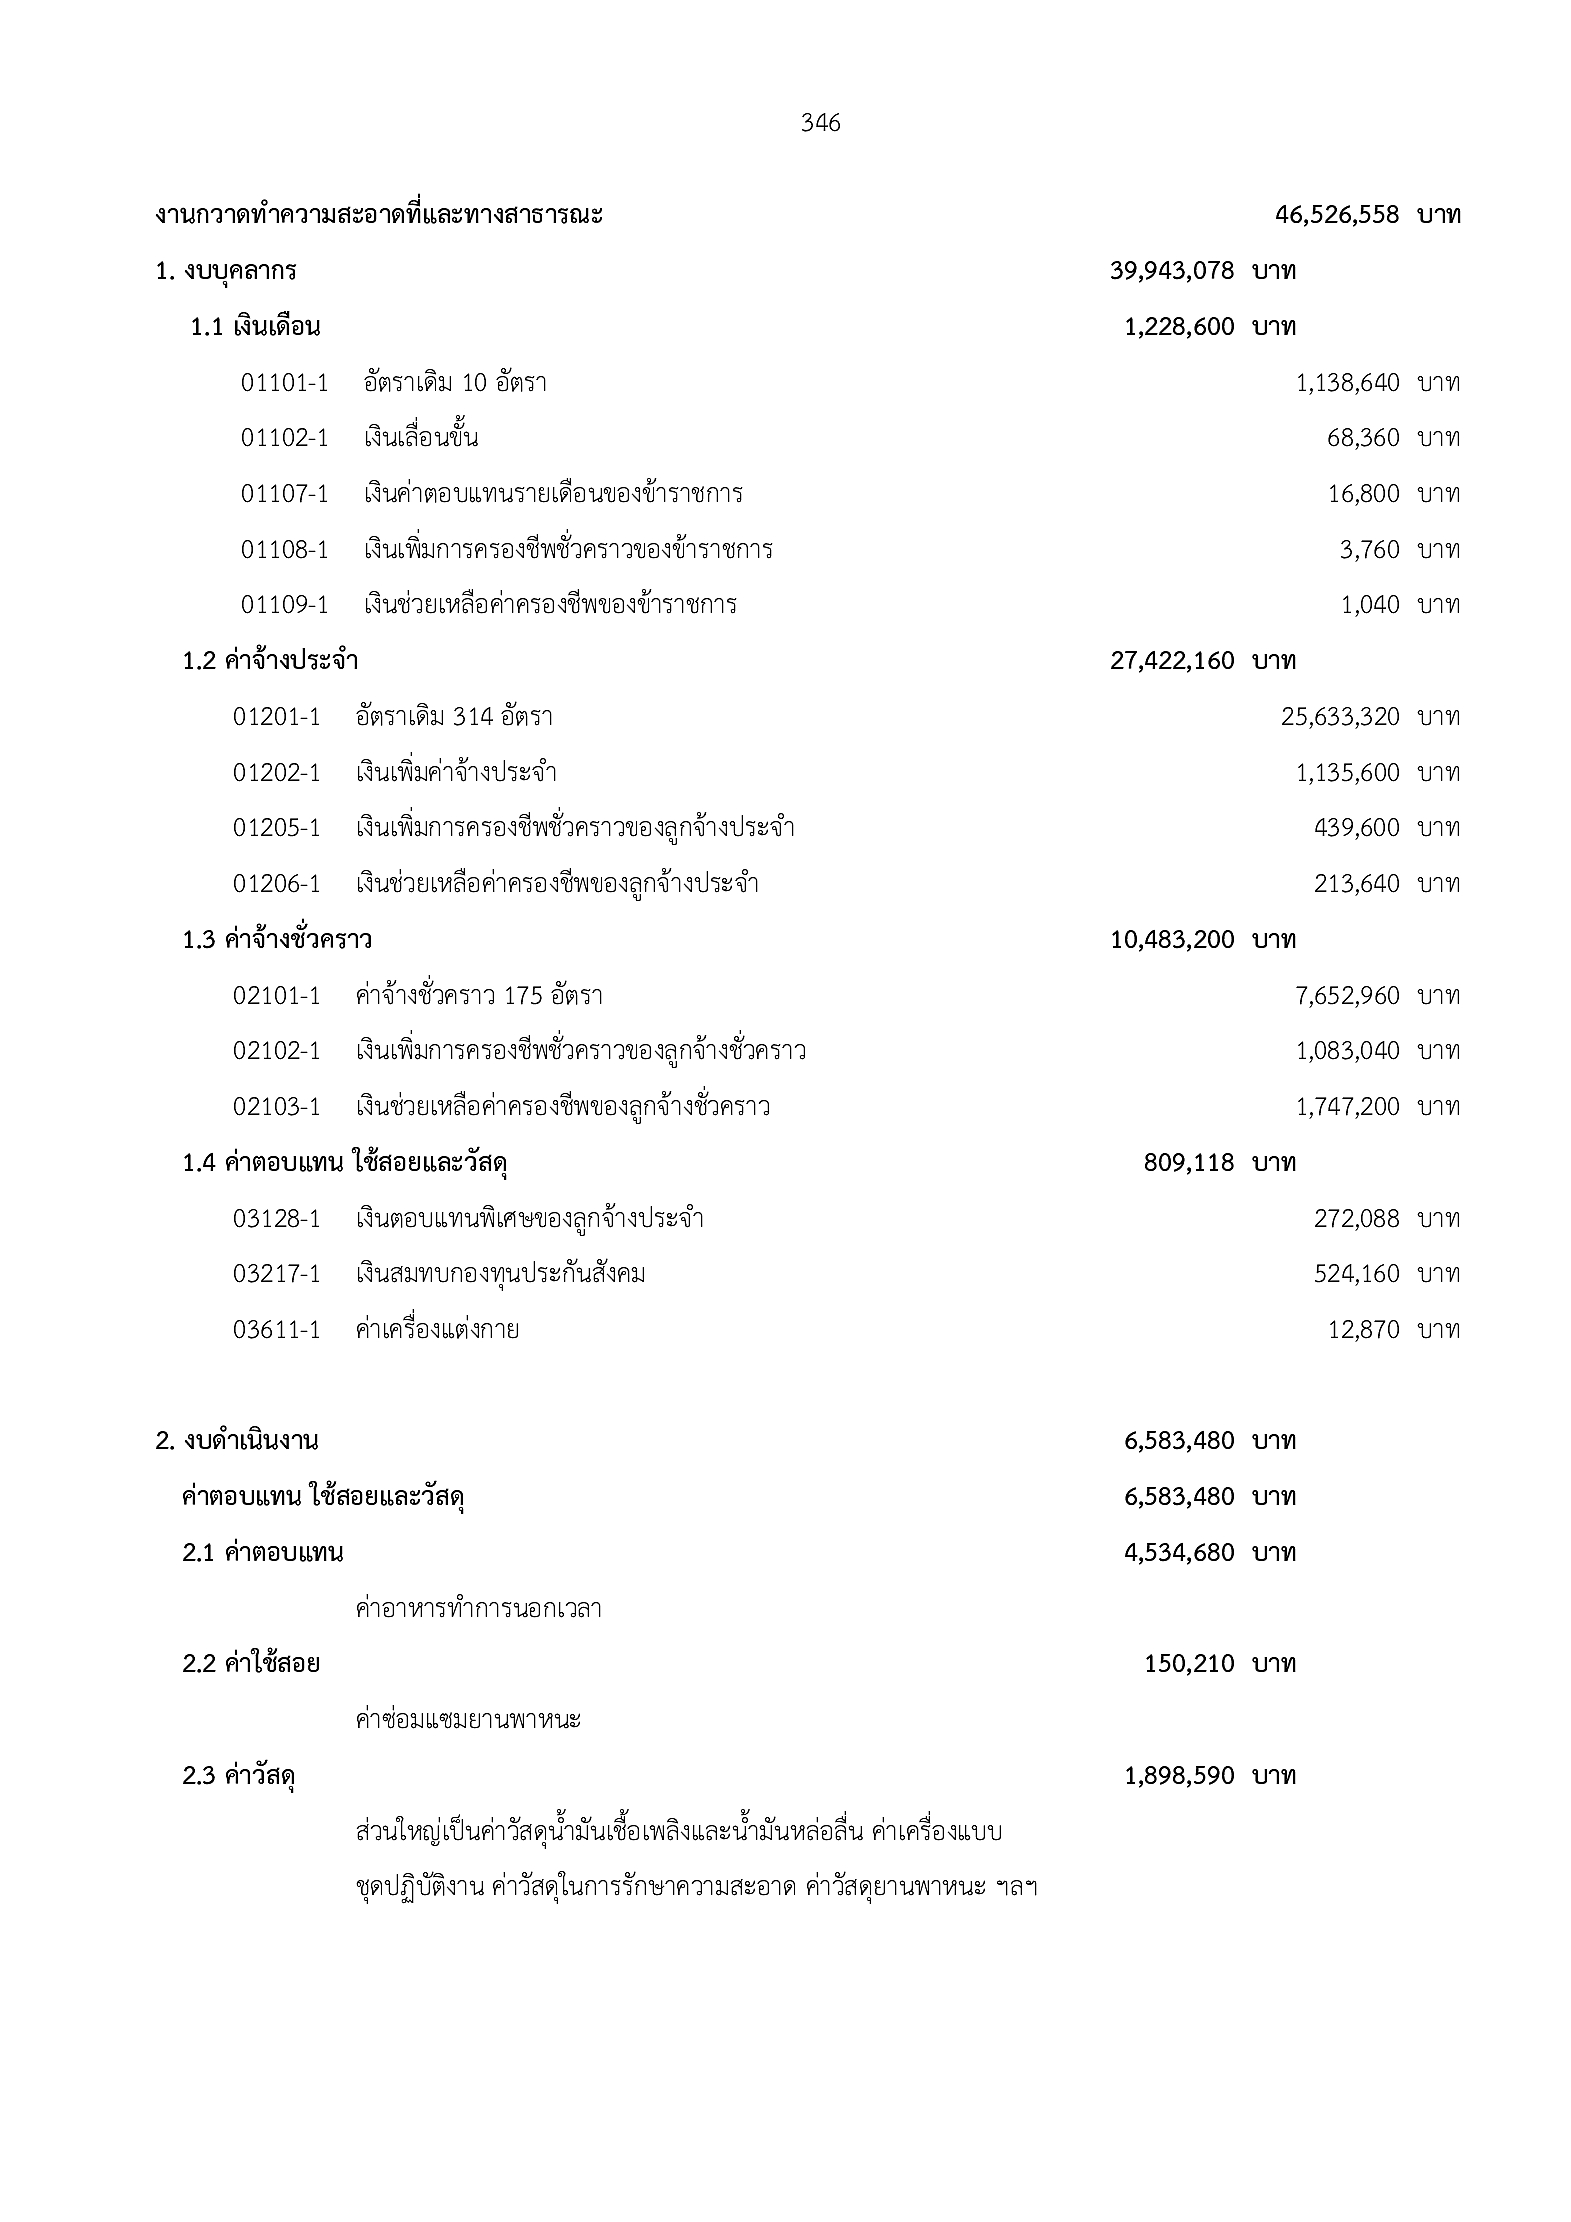 346
งานกวาดทำความสะอาดที่และทางสาธารณะ 46,526,558 บาท
1. งบบุคลากร 39,943,078 บาท
1.1 เงินเดือน 1,228,600 บาท
01101-1 อัตราเดิม 10 อัตรา 1,138,640 บาท
01102-1 เงินเลื่อนขั้น 68,360 บาท
01107-1 เงินค่าตอบแทนรายเดือนของข้าราชการ 16,800 บาท
01108-1 เงินเพิ่มการครองชีพชั่วคราวของข้าราชการ 3,760 บาท
01109-1 เงินช่วยเหลือค่าครองชีพของข้าราชการ 1,040 บาท
1.2 ค่าจ้างประจำ 27,422,160 บาท
01201-1 อัตราเดิม 314 อัตรา 25,633,320 บาท
01202-1 เงินเพิ่มค่าจ้างประจำ 1,135,600 บาท
01205-1 เงินเพิ่มการครองชีพชั่วคราวของลูกจ้างประจำ 439,600 บาท
01206-1 เงินช่วยเหลือค่าครองชีพของลูกจ้างประจำ 213,640 บาท
1.3 ค่าจ้างชั่วคราว 10,483,200 บาท
02101-1 ค่าจ้างชั่วคราว 175 อัตรา 7,652,960 บาท
02102-1 เงินเพิ่มการครองชีพชั่วคราวของลูกจ้างชั่วคราว 1,083,040 บาท
02103-1 เงินช่วยเหลือค่าครองชีพของลูกจ้างชั่วคราว 1,747,200 บาท
1.4 ค่าตอบแทน ใช้สอยและวัสดุ 809,118 บาท
03128-1 เงินตอบแทนพิเศษของลูกจ้างประจำ 272,088 บาท
03217-1 เงินสมทบกองทุนประกันสังคม 524,160 บาท
03611-1 ค่าเครื่องแต่งกาย 12,870 บาท
2. งบดำเนินงาน 6,583,480 บาท
ค่าตอบแทน ใช้สอยและวัสดุ 6,583,480 บาท
2.1 ค่าตอบแทน 4,534,680 บาท
ค่าอาหารทำการนอกเวลา
2.2 ค่าใช้สอย 150,210 บาท
ค่าซ่อมแซมยานพาหนะ
2.3 ค่าวัสดุ 1,898,590 บาท
ส่วนใหญ่เป็นค่าวัสดุน้ำมันเชื้อเพลิงและน้ำมันหล่อลื่น ค่าเครื่องแบบ
ชุดปฏิบัติงาน ค่าวัสดุในการรักษาความสะอาด ค่าวัสดุยานพาหนะ ฯลฯ